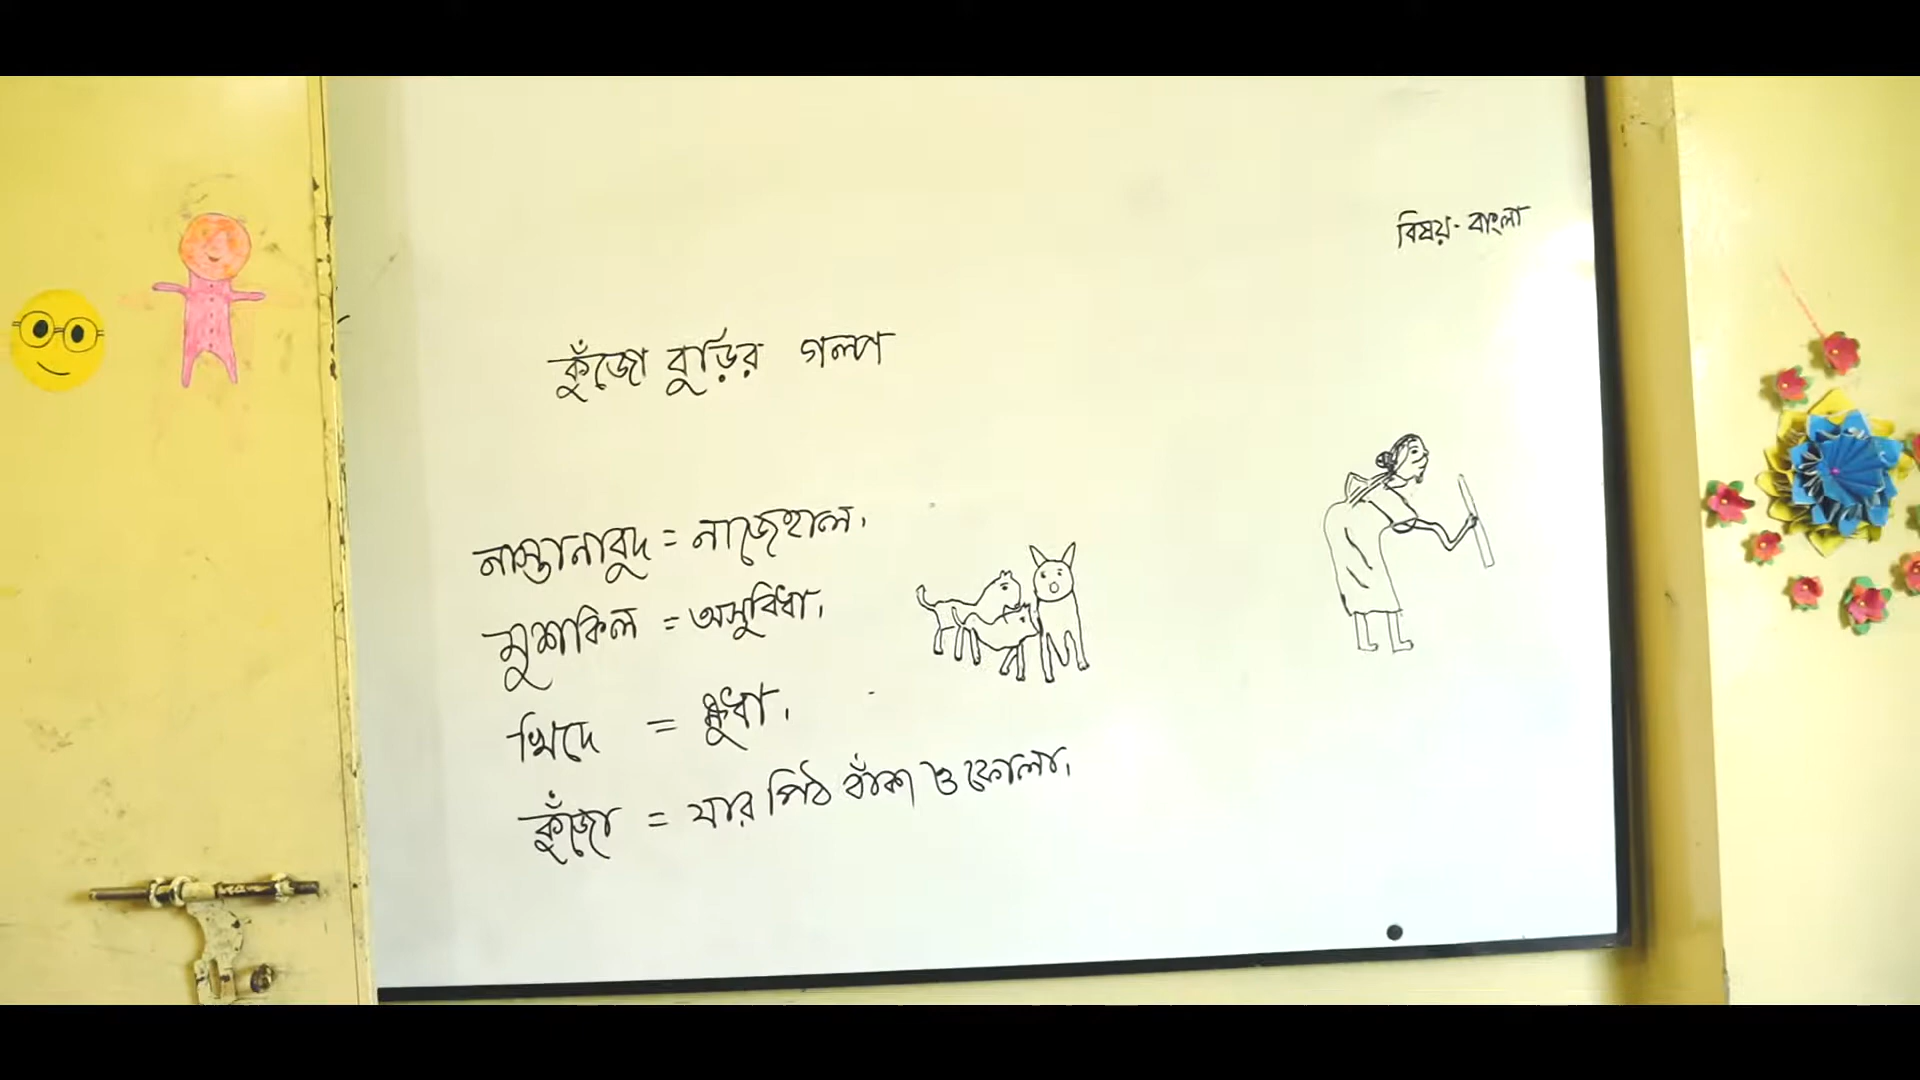 বিষয়- বাংলা
কুঁজো বুড়ির গল্প
নাস্তানাবুদ = নাজেহাল.
মুশকিল = অসুবিধা.
খিদে = ক্ষুধা.
কুঁজো = যার পিঠ বাঁকা ও ফোলা.